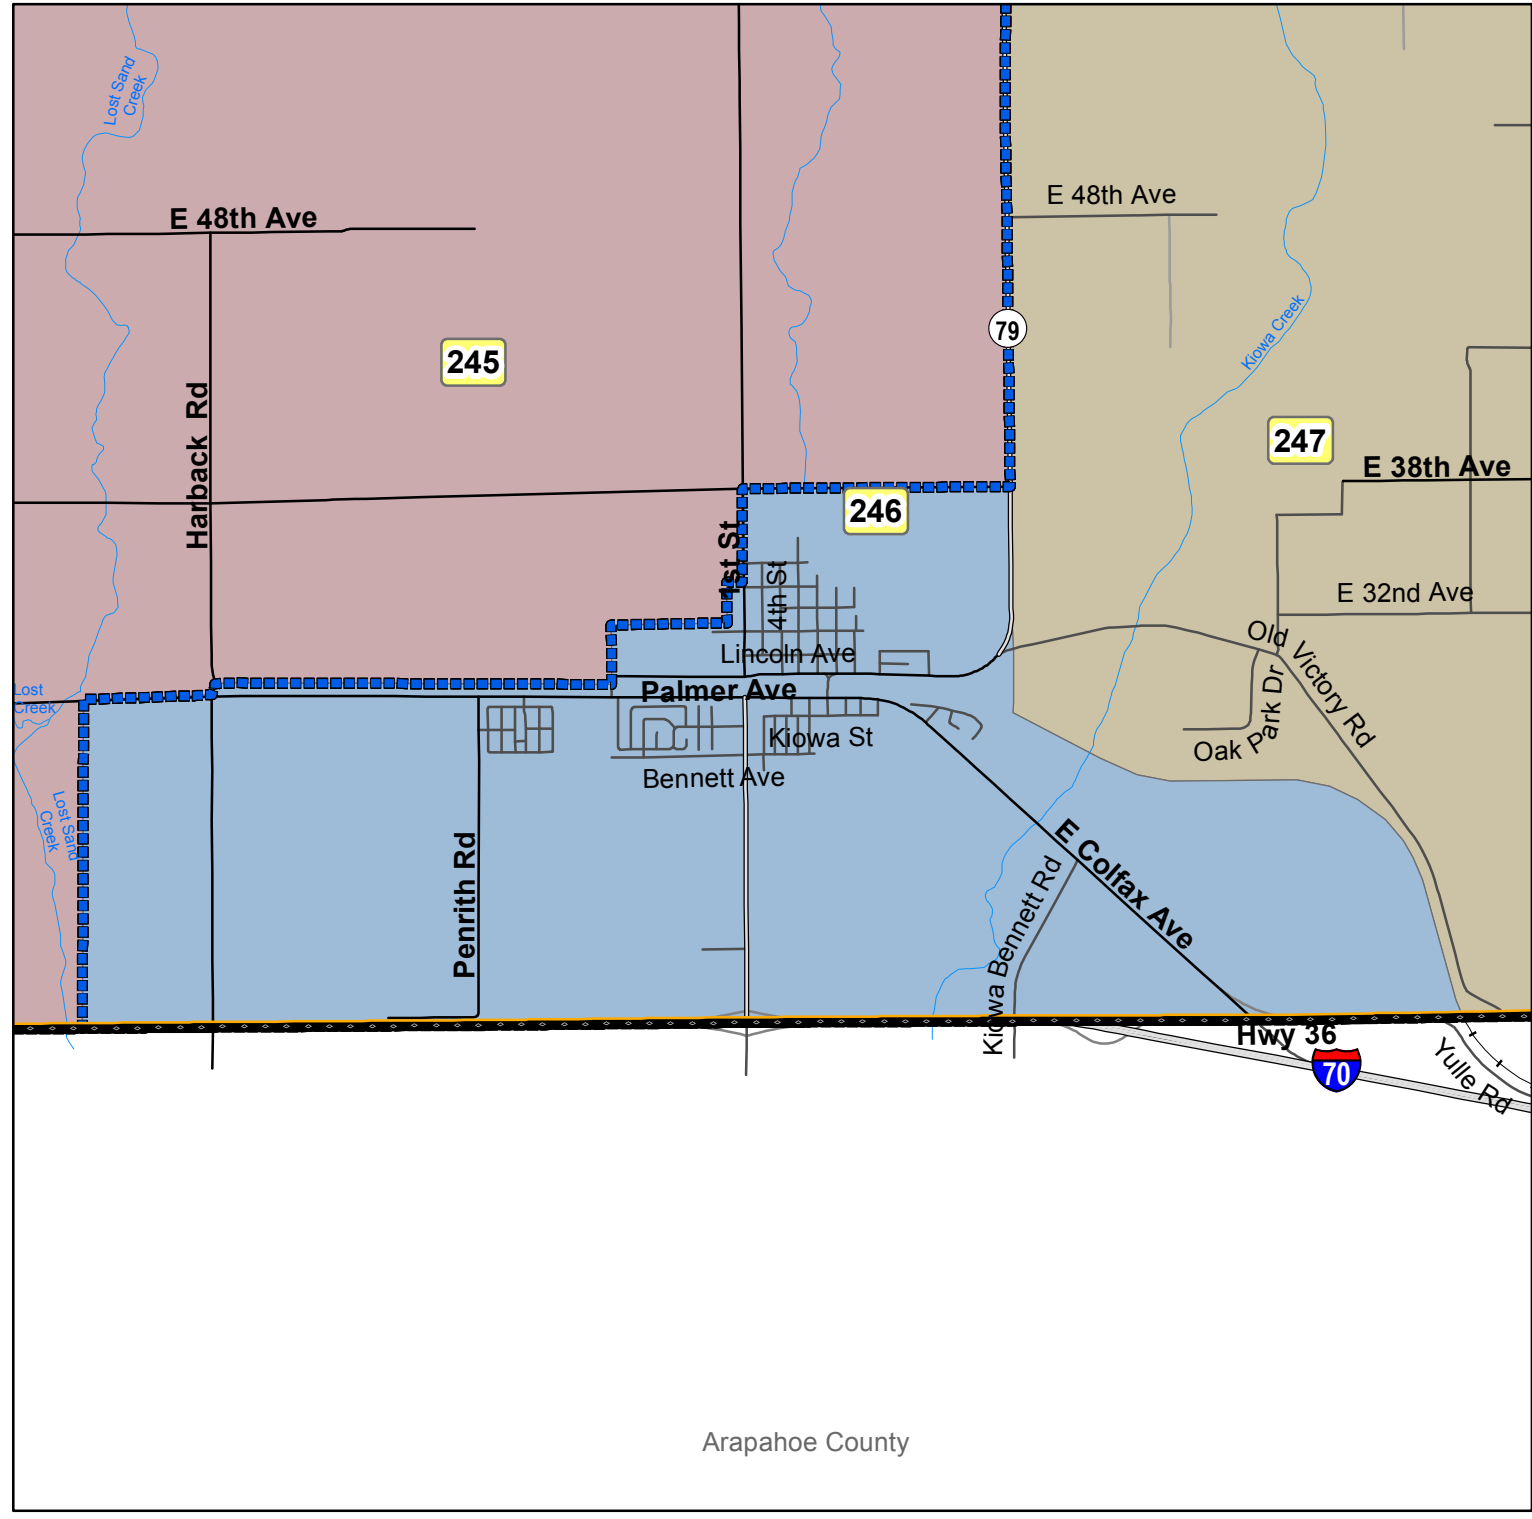 Lost Sand
Creek
E 48th Ave
E 48th Ave
79
Kiowa Creek
245
Harback Rd
247
E 38th Ave
246
1st St
4th St
E 32nd Ave
Lincoln Ave
Old Victory Rd
Lost
Creek
Palmer Ave
Park Dr
Oak
Kiowa St
Bennett Ave
Lost Sand
Creek
Penrith Rd
E Colfax Ave
Kiowa Bennett Rd
Hwy 36
70
Yulle Rd
Arapahoe County